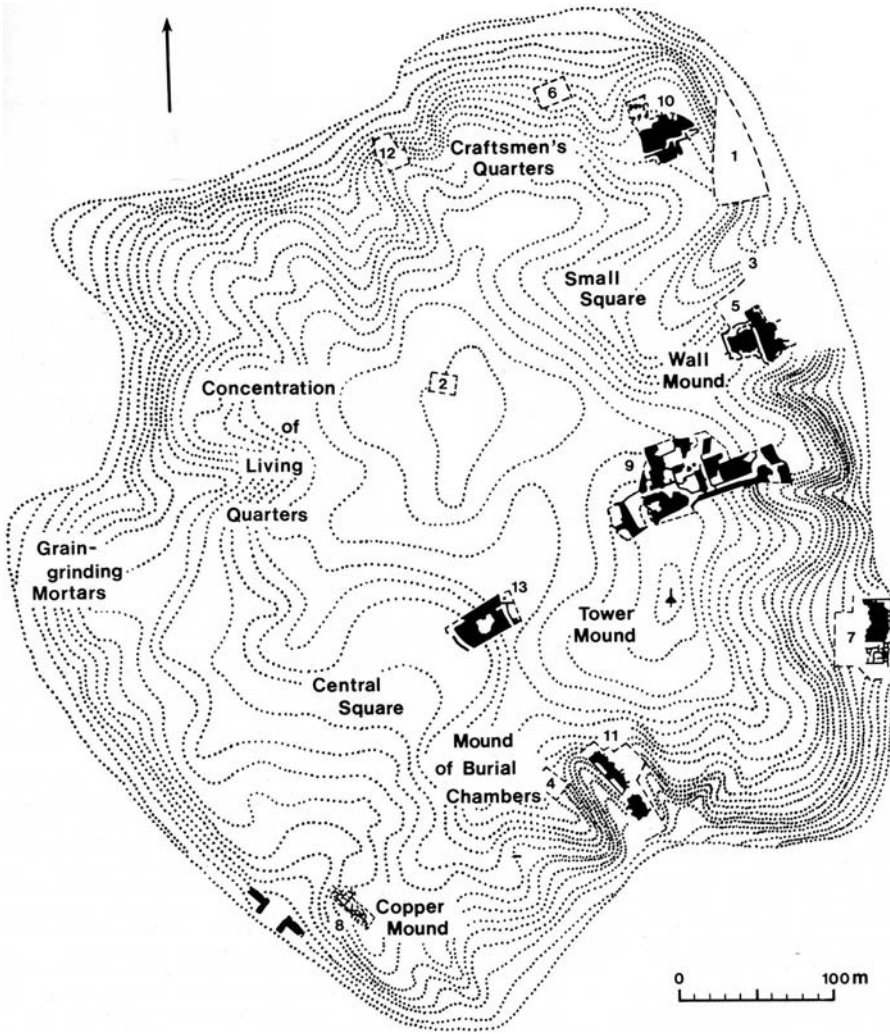 6
10
12
Craftsmen's
Quarters
1
3
Small
Square
5
Wall
Mound
2
Concentration
of
Living
Quarters
9
Grain-
grinding
Mortars
13
Tower
Mound
7
Central
Square
11
Mound
of Burial
Chambers
4
Copper
Mound
8
0 100m